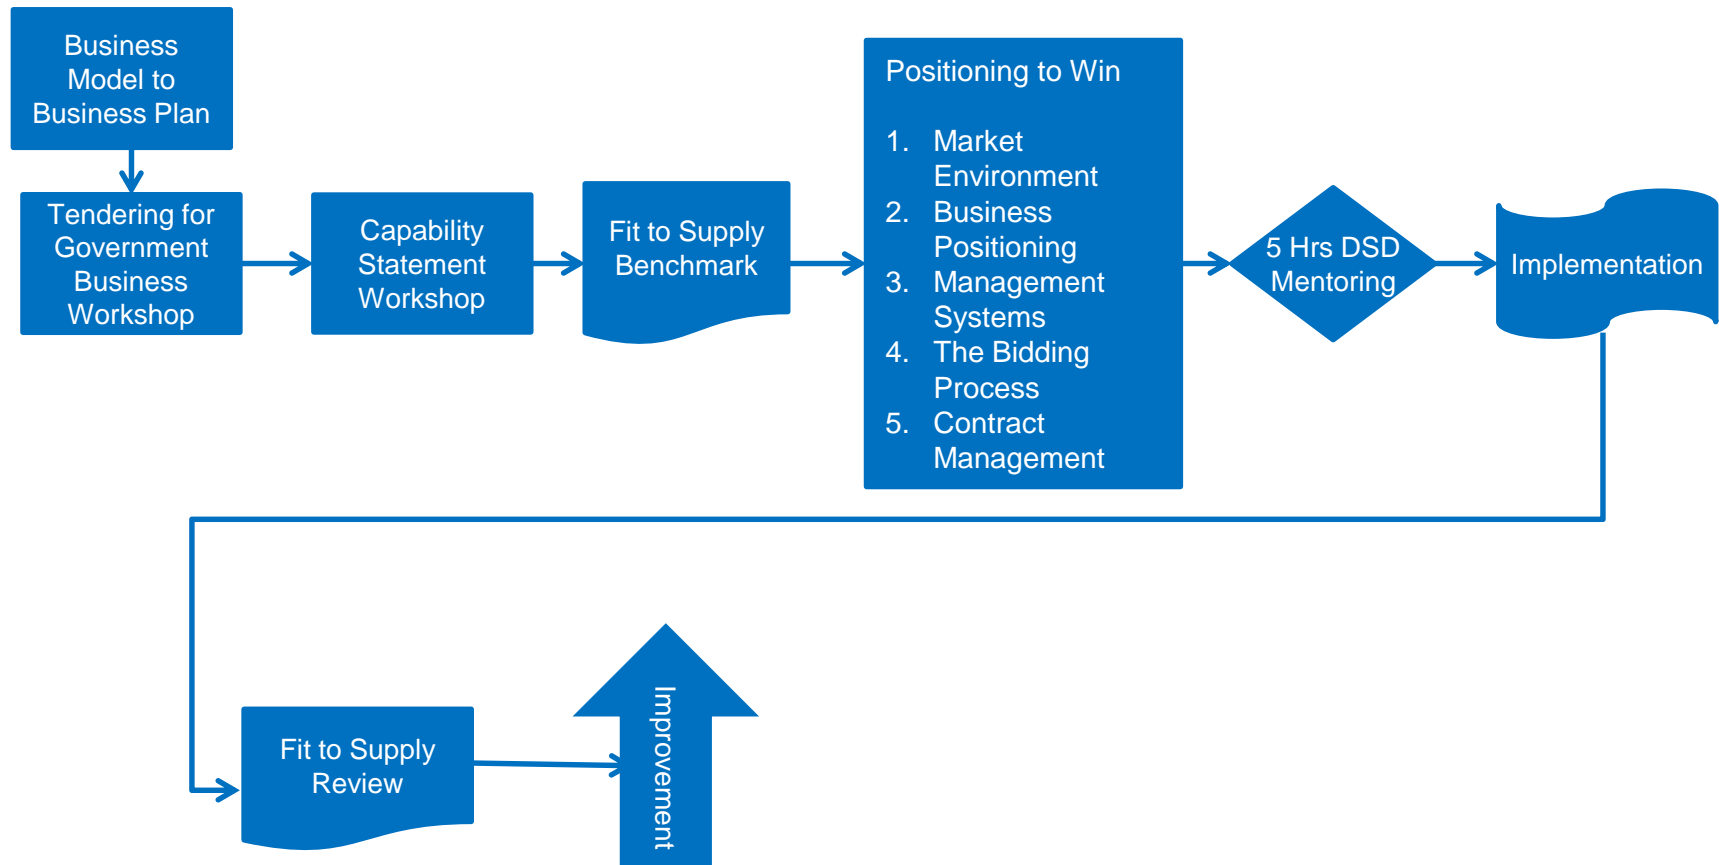 Business
Model to
Business Plan
Tendering for
Government
Business
Workshop
Capability
Statement
Workshop
Fit to Supply
Benchmark
Positioning to Win
1. Market
Environment
2. Business
Positioning
3. Management
Systems
4. The Bidding
Process
5. Contract
Management
5 Hrs DSD
Mentoring
Implementation
Fit to Supply
Review
Improvement